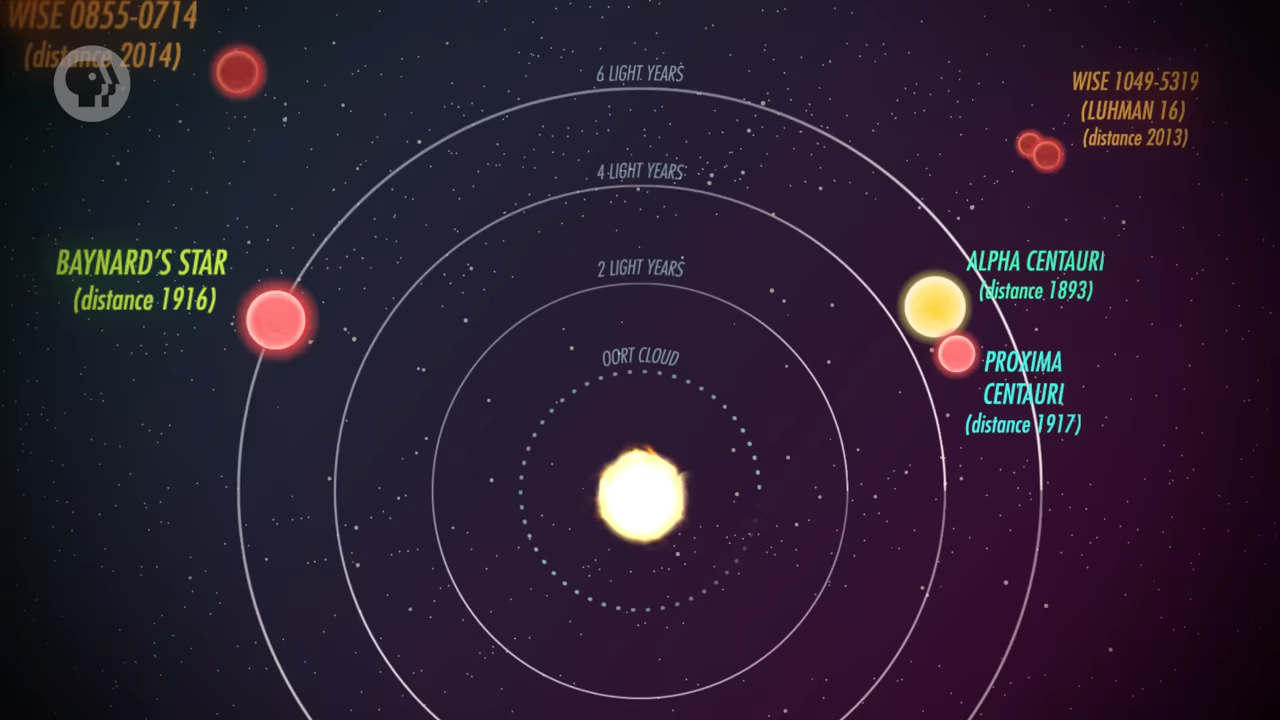 WISE 0855-0714
(distance 2014)
6 LIGHT YEARS
WISE 1049-5319
(LUHMAN 16)
(distance 2013)
4 LIGHT YEARS
BAYNARD'S STAR
(distance 1916)
2 LIGHT YEARS
ALPHA CENTAURI
(distance 1893)
OORT CLOUD
PROXIMA
CENTAURI
(distance 1917)